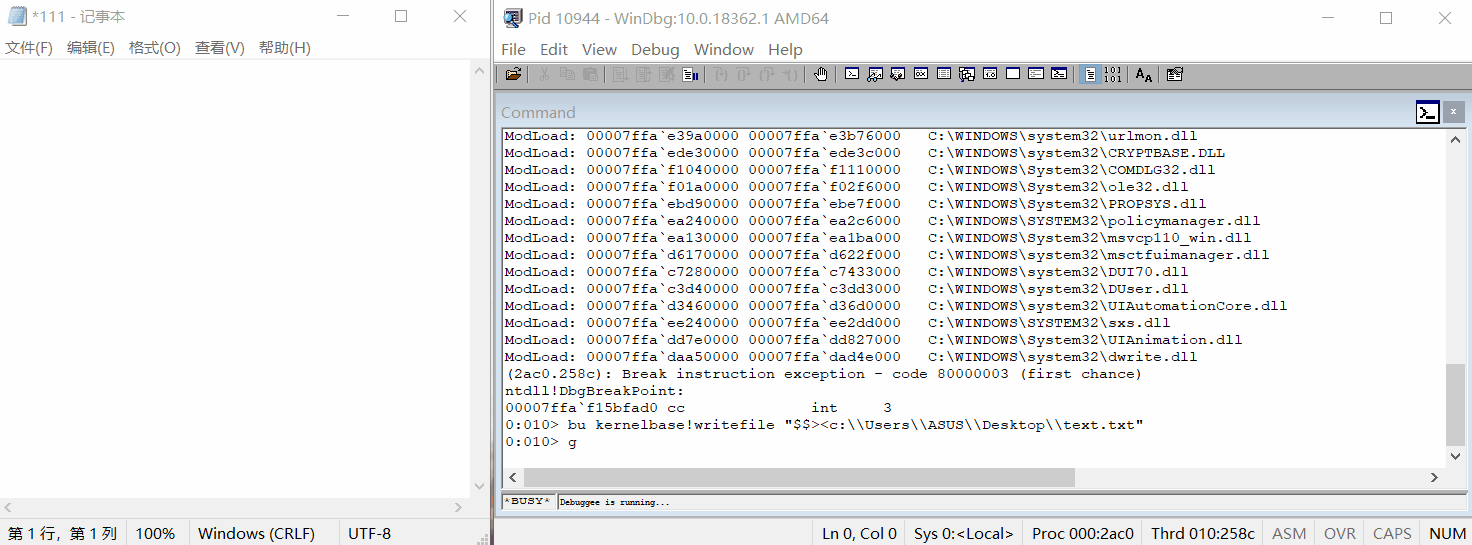 *111 - 记事本
文件(F) 编辑(E) 格式(O) 查看(V) 帮助(H)
第 1 行，第 1 列 100% Windows (CRLF) UTF-8
Pid 10944 - WinDbg:10.0.18362.1 AMD64
File Edit View Debug Window Help
Command
ModLoad: 00007ffa`e39a0000 00007ffa`e3b76000   C:\WINDOWS\system32\urlmon.dll
ModLoad: 00007ffa`ede30000 00007ffa`ede3c000   C:\WINDOWS\system32\CRYPTBASE.DLL
ModLoad: 00007ffa`f1040000 00007ffa`f1110000   C:\WINDOWS\System32\COMDLG32.dll
ModLoad: 00007ffa`f01a0000 00007ffa`f02f6000   C:\WINDOWS\System32\ole32.dll
ModLoad: 00007ffa`ebd90000 00007ffa`ebe7f000   C:\WINDOWS\System32\PROPSYS.dll
ModLoad: 00007ffa`ea240000 00007ffa`ea2c6000   C:\WINDOWS\SYSTEM32\policymanager.dll
ModLoad: 00007ffa`ea130000 00007ffa`ea1ba000   C:\WINDOWS\System32\msvcp110_win.dll
ModLoad: 00007ffa`d6170000 00007ffa`d622f000   C:\WINDOWS\system32\msctfuimanager.dll
ModLoad: 00007ffa`c7280000 00007ffa`c7433000   C:\WINDOWS\system32\DUI70.dll
ModLoad: 00007ffa`c3d40000 00007ffa`c3dd3000   C:\WINDOWS\system32\DUser.dll
ModLoad: 00007ffa`d3460000 00007ffa`d36d0000   C:\WINDOWS\system32\UIAutomationCore.dll
ModLoad: 00007ffa`ee240000 00007ffa`ee2dd000   C:\WINDOWS\SYSTEM32\sxs.dll
ModLoad: 00007ffa`dd7e0000 00007ffa`dd827000   C:\WINDOWS\System32\UIAnimation.dll
ModLoad: 00007ffa`daa50000 00007ffa`dad4e000   C:\WINDOWS\system32\dwrite.dll
(2ac0.258c): Break instruction exception - code 80000003 (first chance)
ntdll!DbgBreakPoint:
00007ffa`f15bfad0 cc              int     3
0:010> bu kernelbase!writefile "$$><c:\\Users\\ASUS\\Desktop\\text.txt"
0:010> g
*BUSY* Debuggee is running...
Ln 0, Col 0 Sys 0:<Local> Proc 000:2ac0 Thrd 010:258c ASM OVR CAPS NUM